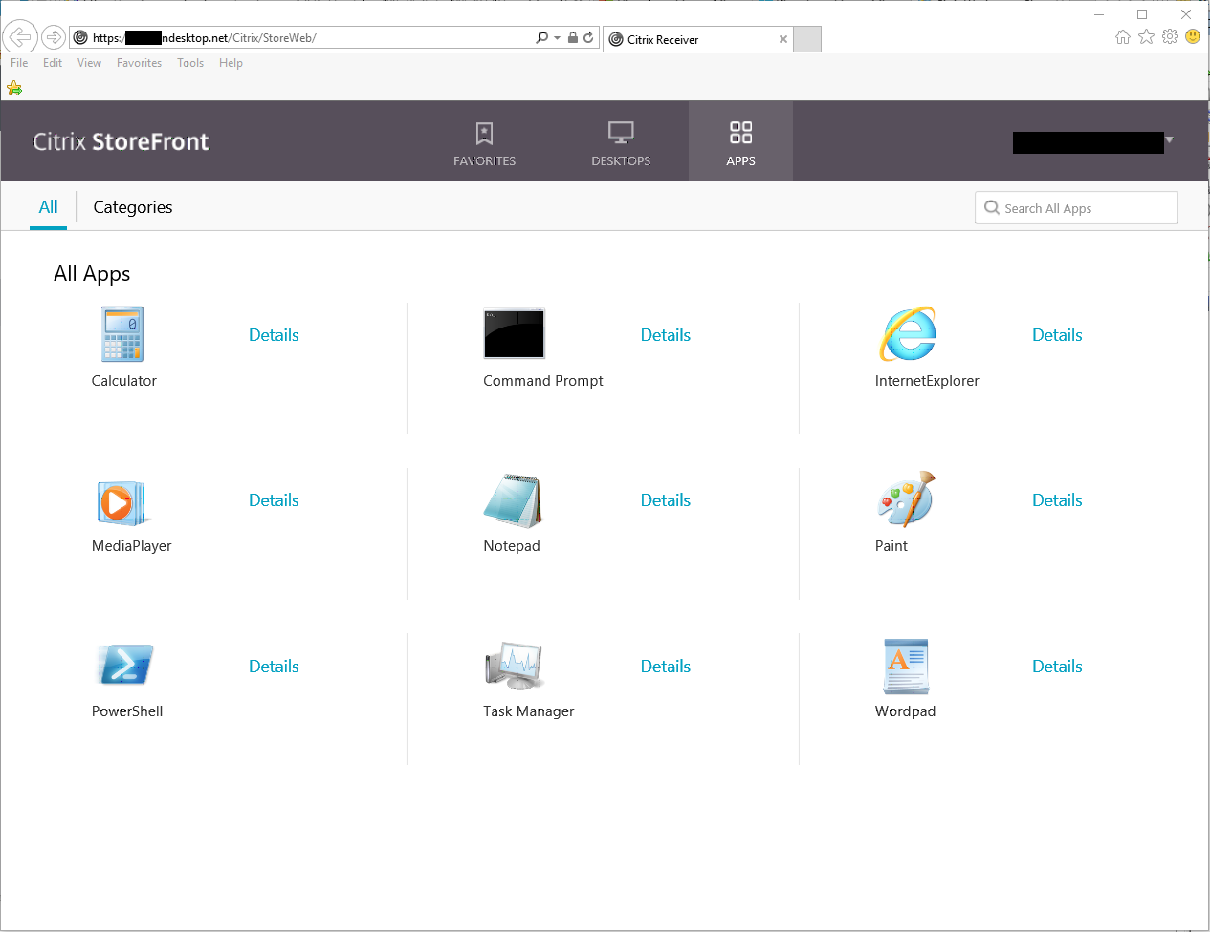 https:/ ndesktop.net/Citrix/StoreWeb/
Citrix Receiver
File Edit View Favorites Tools Help
Citrix StoreFront
FAVORITES DESKTOPS APPS
All Categories
Search All Apps
All Apps
Details Details Details
Calculator Command Prompt InternetExplorer
Details Details Details
MediaPlayer Notepad Paint
Details Details Details
PowerShell Task Manager Wordpad